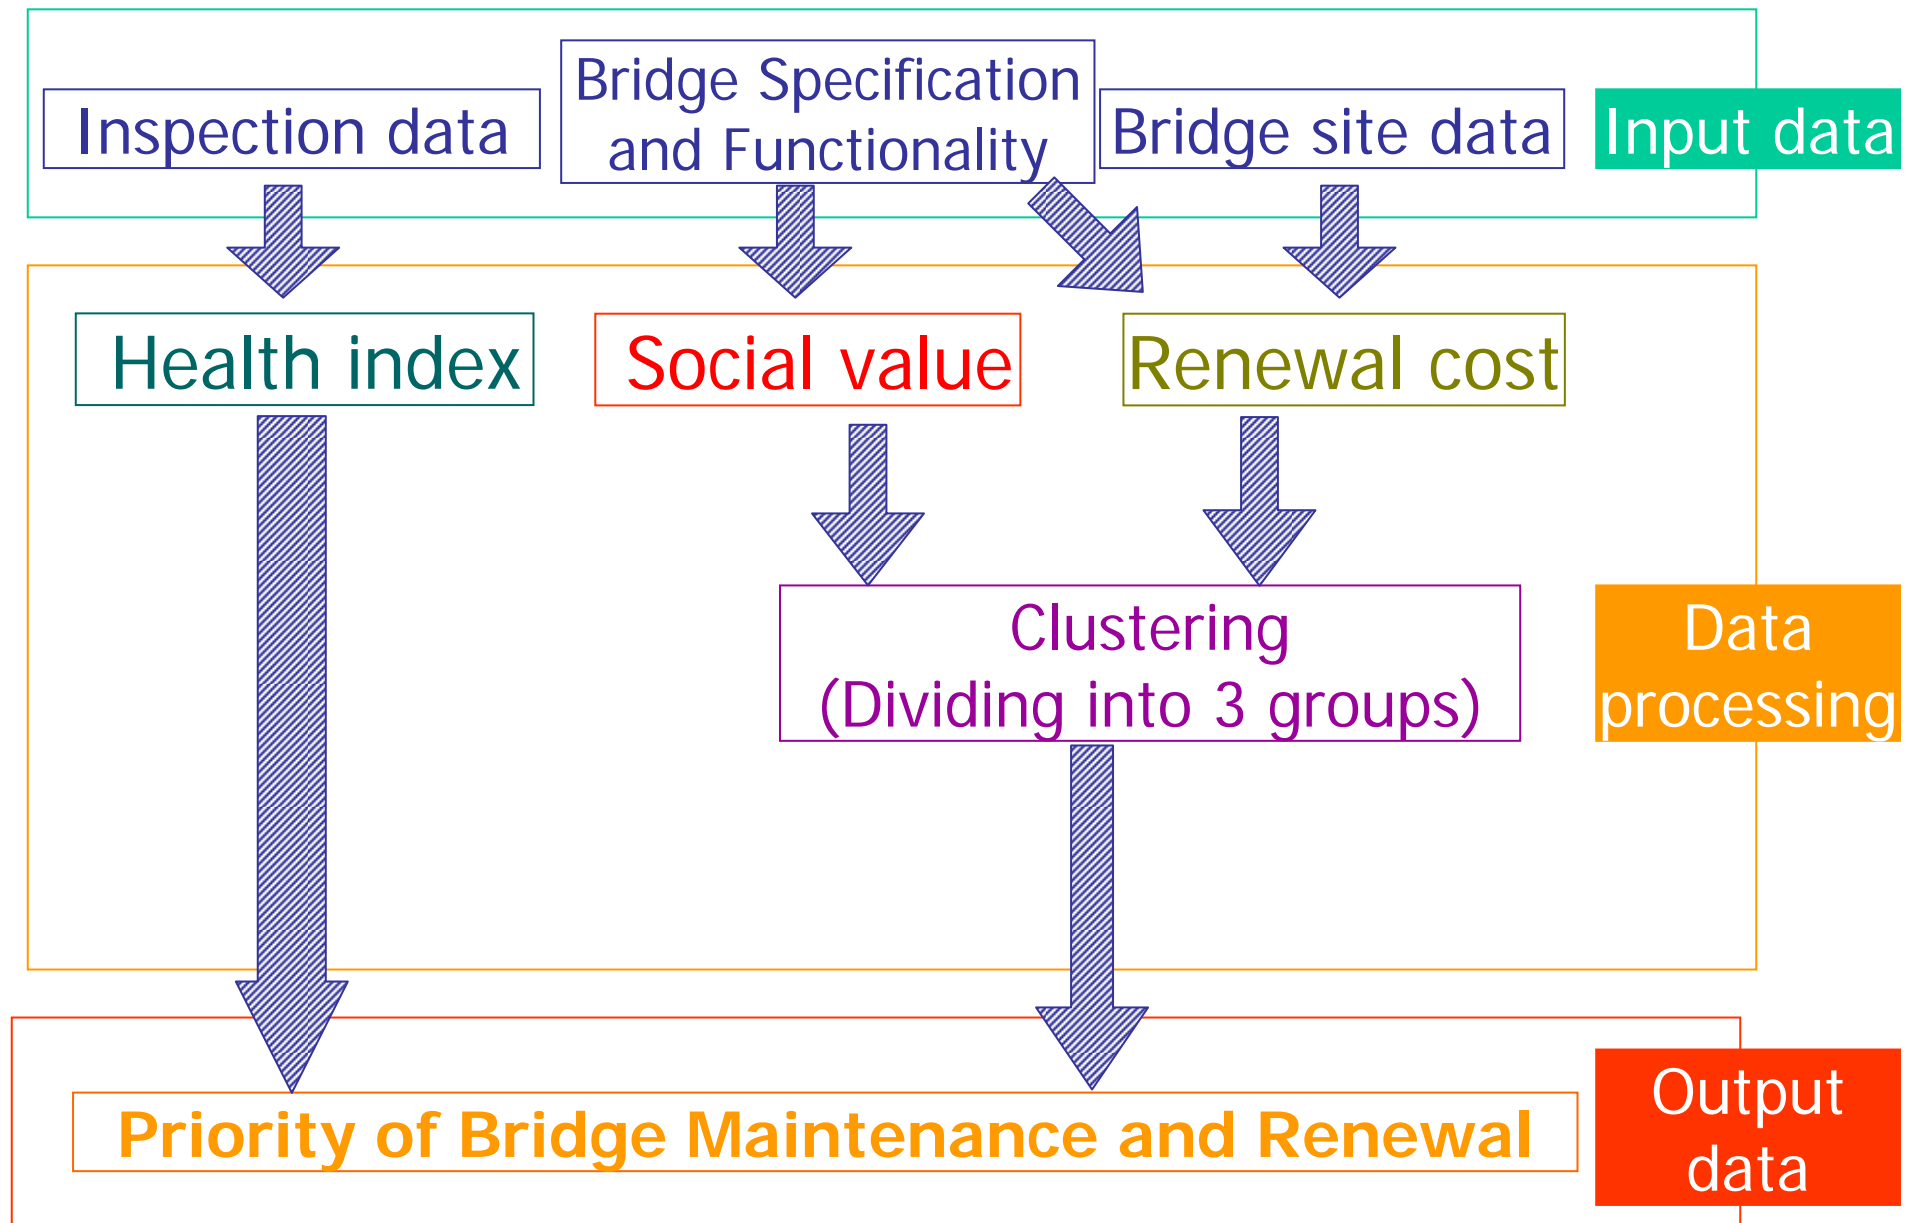 Inspection data
Bridge Specification
and Functionality
Bridge site data
Input data
Health index
Social value
Renewal cost
Clustering
(Dividing into 3 groups)
Data
processing
Priority of Bridge Maintenance and Renewal
Output
data